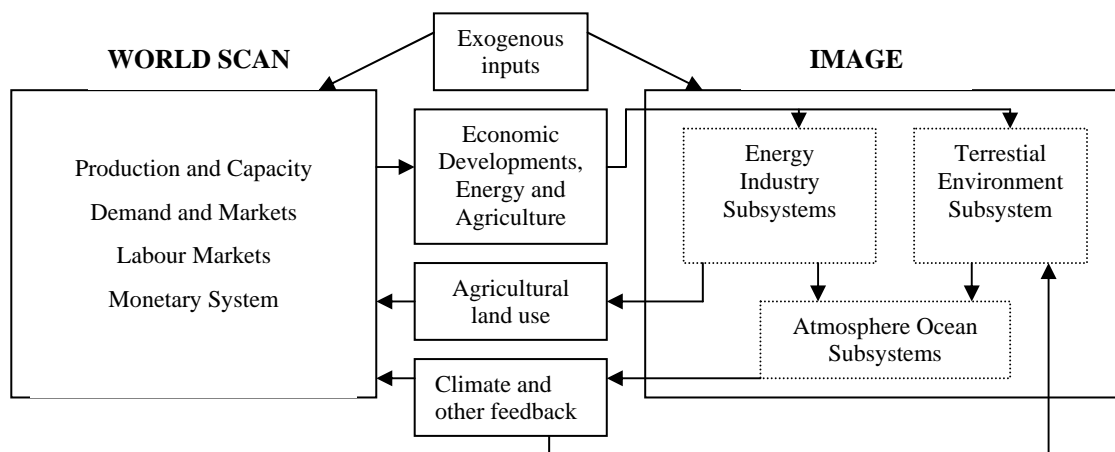 WORLD SCAN
Exogenous
inputs
IMAGE
Production and Capacity
Demand and Markets
Labour Markets
Monetary System
Economic
Developments,
Energy and
Agriculture
Agricultural
land use
Climate and
other feedback
Energy
Industry
Subsystems
Terrestial
Environment
Subsystem
Atmosphere Ocean
Subsystems